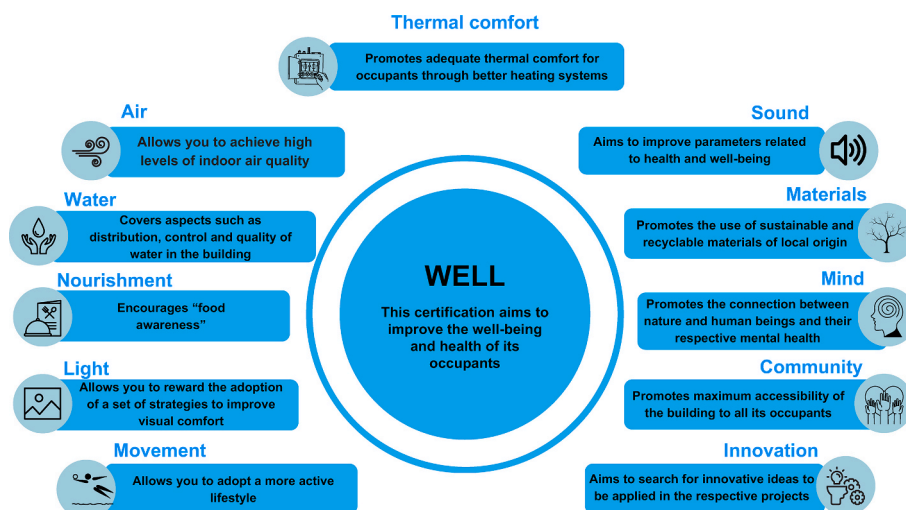 Thermal comfort
Promotes adequate thermal comfort for
occupants through better heating systems
Air
Allows you to achieve high
levels of indoor air quality
Water
Covers aspects such as
distribution, control and quality of
water in the building
Nourishment
Encourages “food
awareness”
Light
Allows you to reward the adoption
of a set of strategies to improve
visual comfort
Movement
Allows you to adopt a more active
lifestyle
WELL
This certification aims to
improve the well-being
and health of its
occupants
Sound
Aims to improve parameters related
to health and well-being
Materials
Promotes the use of sustainable and
recyclable materials of local origin
Mind
Promotes the connection between
nature and human beings and their
respective mental health
Community
Promotes maximum accessibility of
the building to all its occupants
Innovation
Aims to search for innovative ideas to
be applied in the respective projects